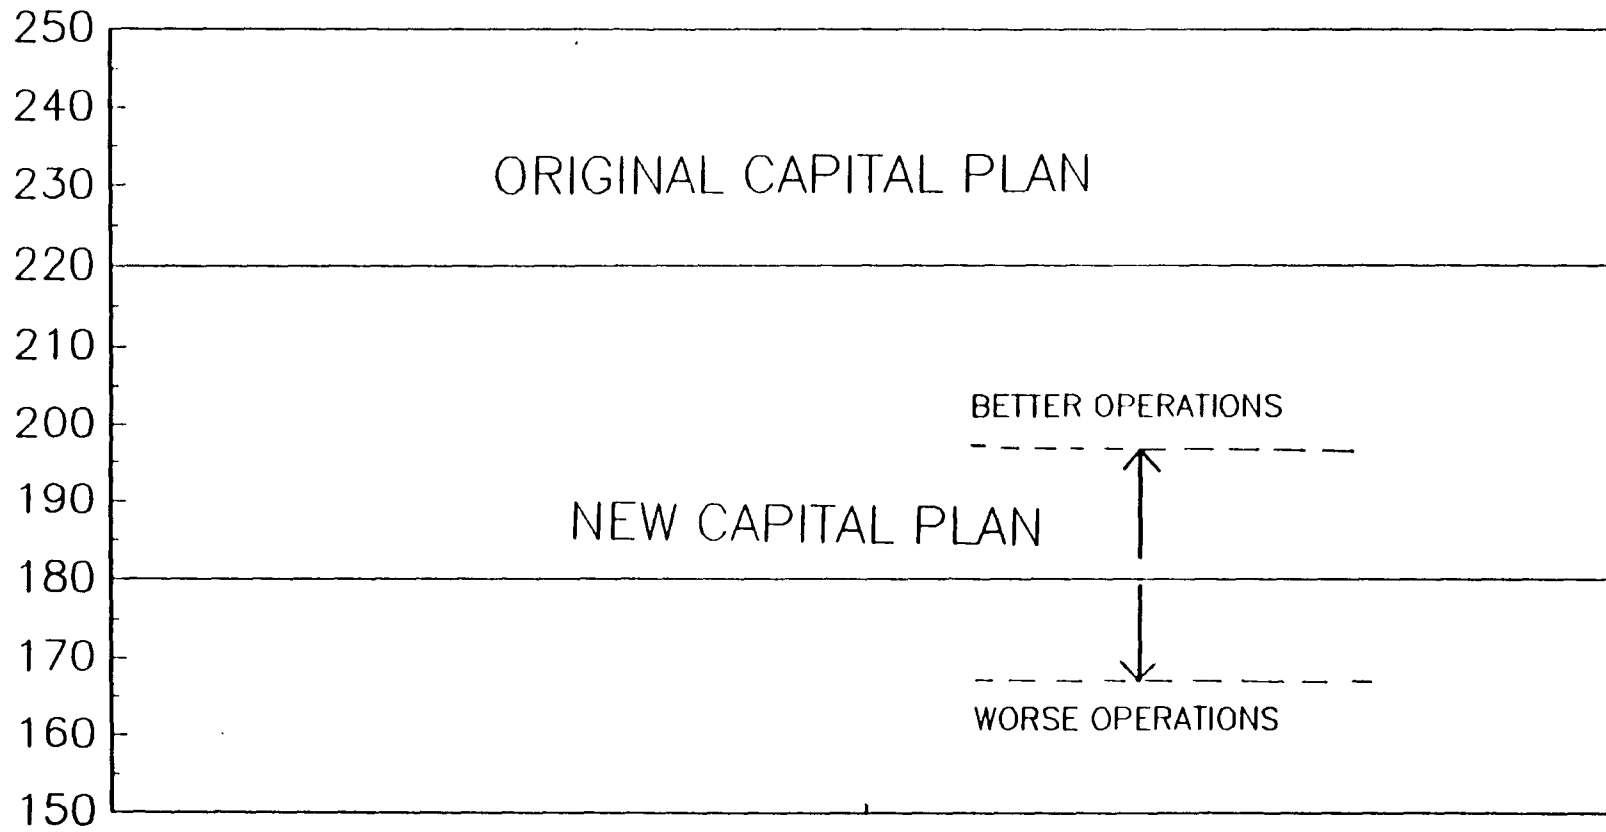 250
240
ORIGINAL CAPITAL PLAN
230
220
210
BETTER OPERATIONS
200
190
NEW CAPITAL PLAN
180
170
WORSE OPERATIONS
160
150